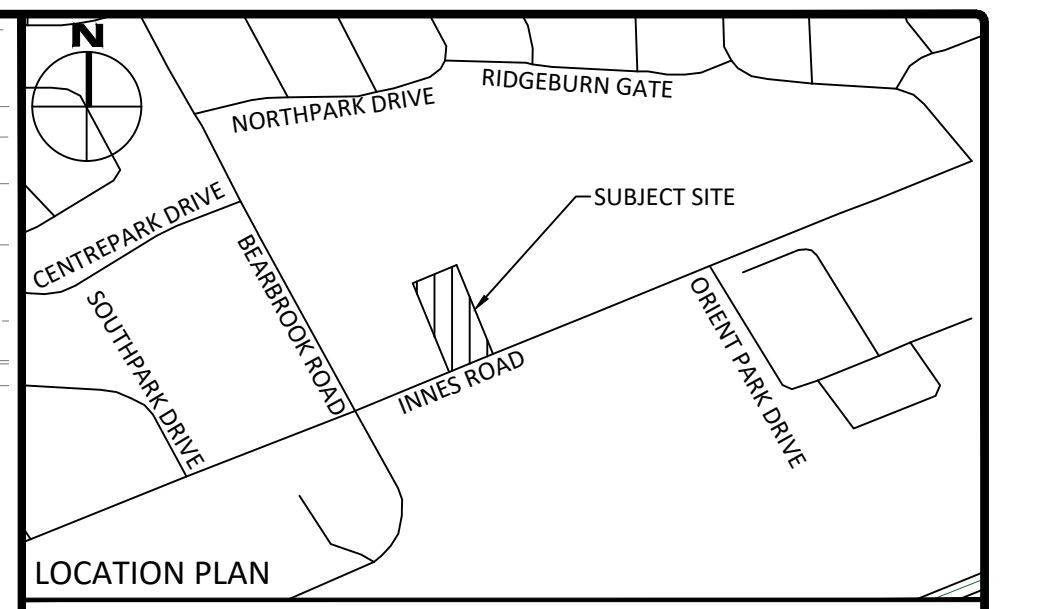 N
RIDGEBURN GATE
NORTHPARK DRIVE
SUBJECT SITE
CENTREPARK DRIVE
BEARBROOK ROAD
SOUTHPARK DRIVE
ORIENT PARK DRIVE
INNES ROAD
LOCATION PLAN